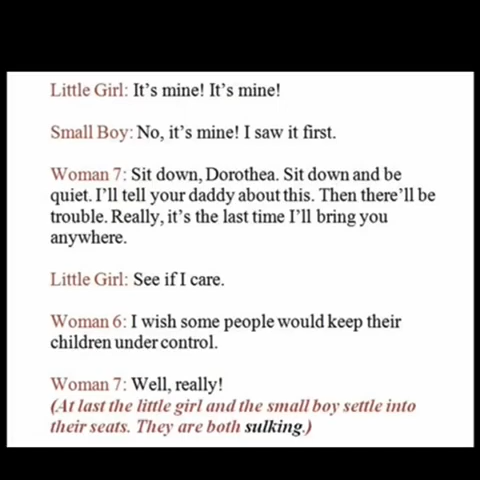 Little Girl: It's mine! It's mine!
Small Boy: No, it's mine! I saw it first.
Woman 7: Sit down, Dorothea. Sit down and be
quiet. I'll tell your daddy about this. Then there'll be
trouble. Really, it's the last time I'll bring you
anywhere.
Little Girl: See if I care.
Woman 6: I wish some people would keep their
children under control.
Woman 7: Well, really!
(At last the little girl and the small boy settle into
their seats. They are both sulking.)